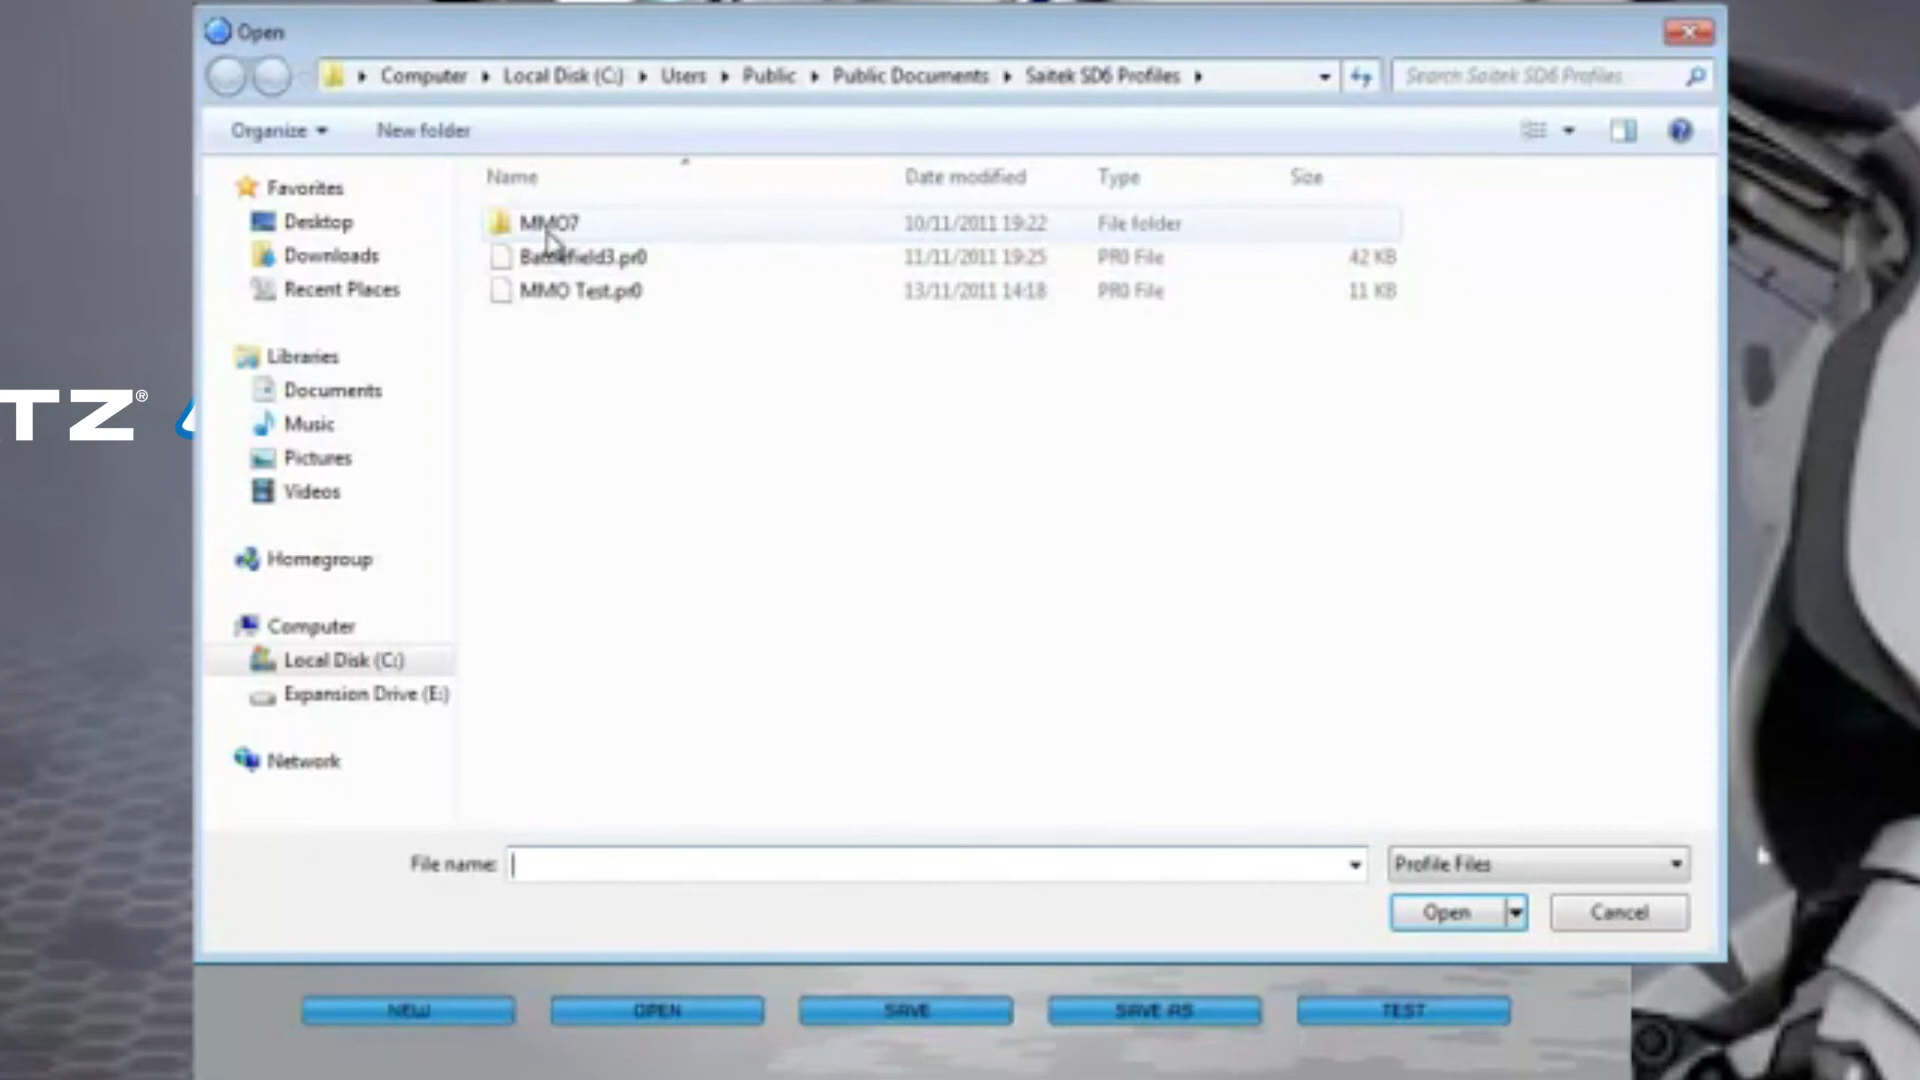 Open
Computer Local Disk (C:) Users Public Public Documents Saitek SD6 Profiles Search Saitek SD6 Profiles
Organize New folder
Name Date modified Type Size
Favorites
Desktop
Downloads
Recent Places
Libraries
Documents
Music
Pictures
Videos
Homegroup
Computer
Local Disk (C:)
Expansion Drive (E:)
Network
MMO7 10/11/2011 19:22 File folder
Battlefield3.pr0 11/11/2011 19:25 PR0 File 42 KB
MMO Test.pr0 13/11/2011 14:18 PR0 File 11 KB
TZ®
File name: Profile Files
Open Cancel
NEW OPEN SAVE SAVE AS TEST